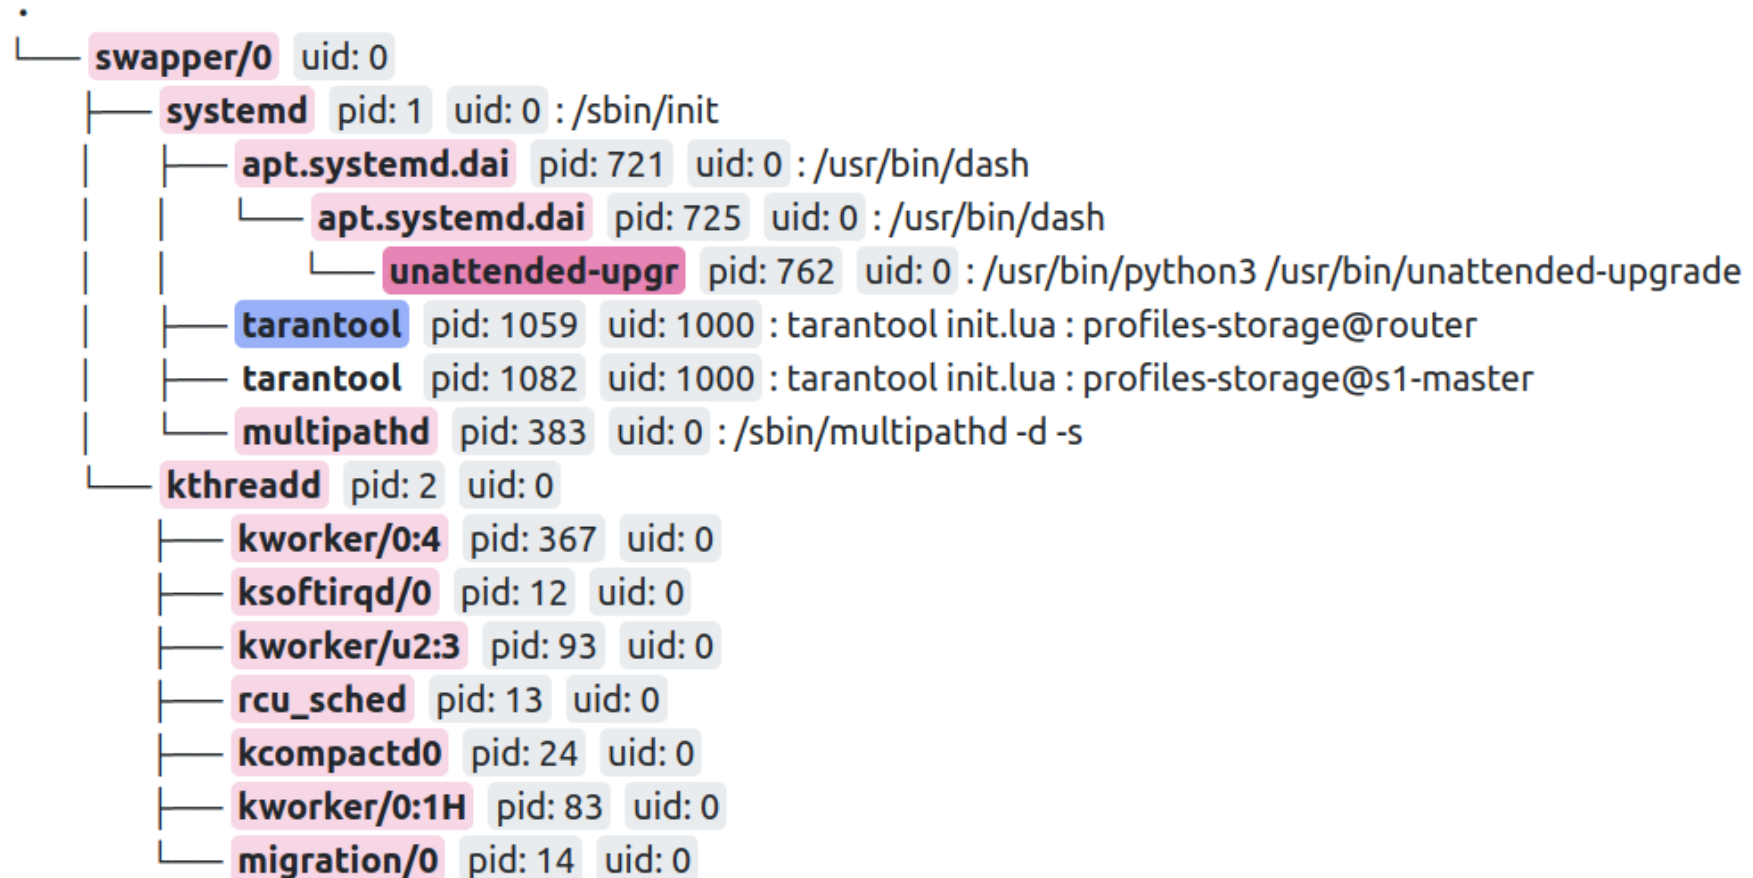 .
└── swapper/0 uid: 0
├── systemd pid: 1 uid: 0 : /sbin/init
│ ├── apt.systemd.dai pid: 721 uid: 0 : /usr/bin/dash
│ │ └── apt.systemd.dai pid: 725 uid: 0 : /usr/bin/dash
│ │ └── unattended-upgr pid: 762 uid: 0 : /usr/bin/python3 /usr/bin/unattended-upgrade
│ ├── tarantool pid: 1059 uid: 1000 : tarantool init.lua : profiles-storage@router
│ ├── tarantool pid: 1082 uid: 1000 : tarantool init.lua : profiles-storage@s1-master
│ └── multipathd pid: 383 uid: 0 : /sbin/multipathd -d -s
└── kthreadd pid: 2 uid: 0
├── kworker/0:4 pid: 367 uid: 0
├── ksoftirqd/0 pid: 12 uid: 0
├── kworker/u2:3 pid: 93 uid: 0
├── rcu_sched pid: 13 uid: 0
├── kcompactd0 pid: 24 uid: 0
├── kworker/0:1H pid: 83 uid: 0
└── migration/0 pid: 14 uid: 0